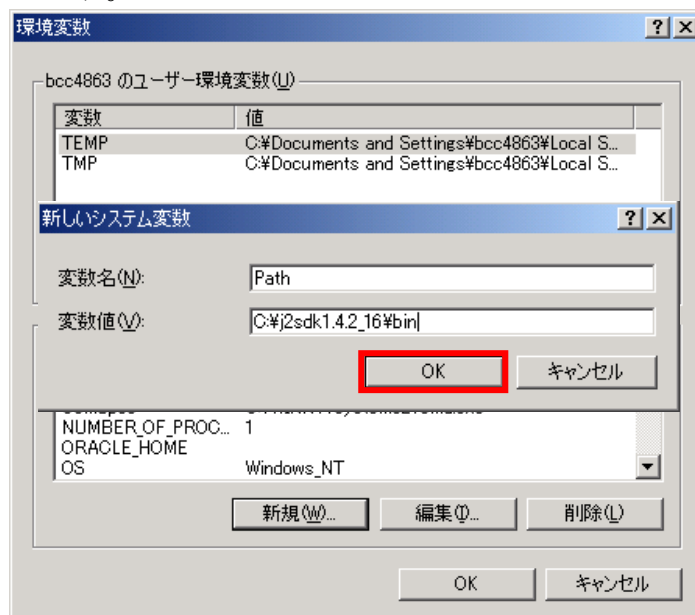 環境変数
bcc4863 のユーザー環境変数(U)
変数 値
TEMP C:¥Documents and Settings¥bcc4863¥Local S...
TMP C:¥Documents and Settings¥bcc4863¥Local S...
新しいシステム変数
変数名(N): Path
変数値(V): C:¥j2sdk1.4.2_16¥bin
OK キャンセル
NUMBER_OF_PROC... 1
ORACLE_HOME
OS Windows_NT
新規(W)... 編集(I)... 削除(L)
OK キャンセル